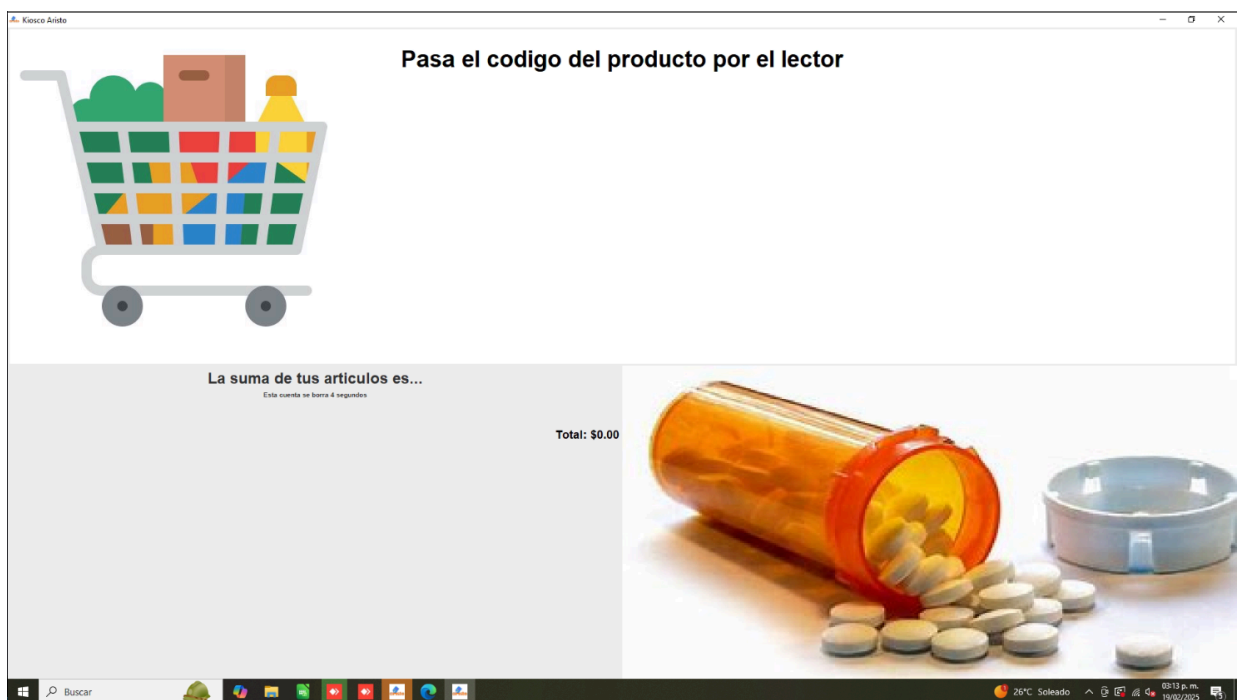 Kiosco Aristo
Pasa el codigo del producto por el lector
La suma de tus articulos es...
Esta cuenta se borra 4 segundos
Total: $0.00
Buscar
26°C Soleado
03:13 p. m.
19/02/2025